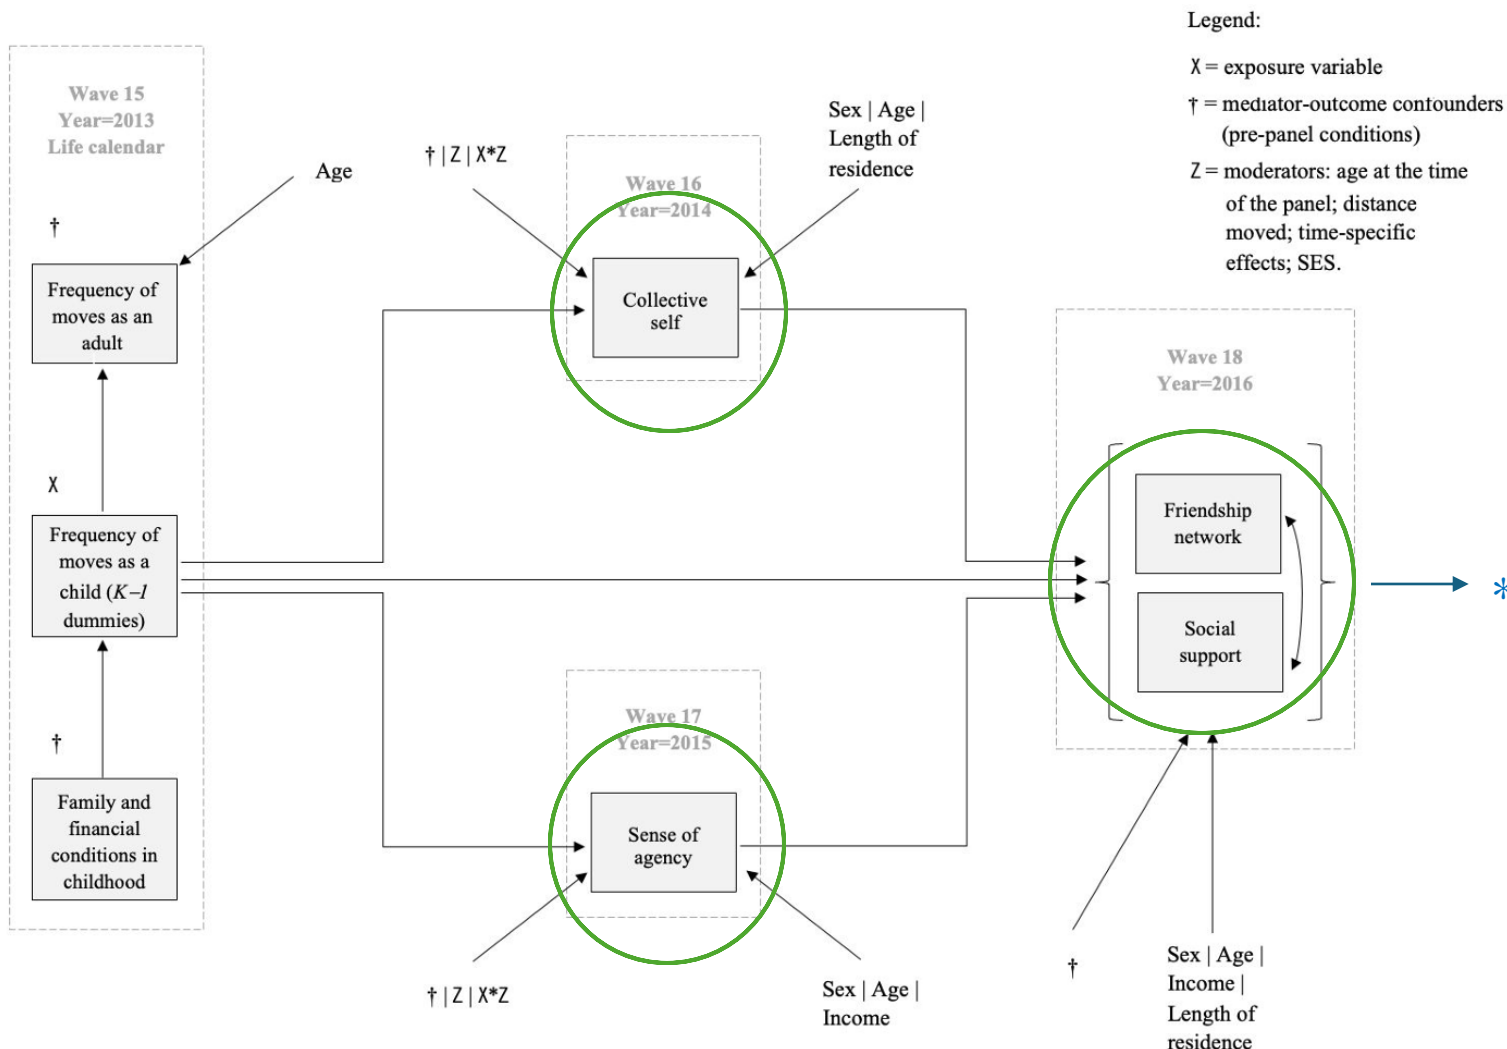 Legend:
X = exposure variable
† = mediator-outcome confounders
(pre-panel conditions)
Z = moderators: age at the time
of the panel; distance
moved; time-specific
effects; SES.
Wave 15
Year=2013
Life calendar
Age
†
Frequency of
moves as an
adult
X
Frequency of
moves as a
child (K–1
dummies)
†
Family and
financial
conditions in
childhood
† | Z | X*Z
Sex | Age |
Length of
residence
Wave 16
Year=2014
Collective
self
Wave 17
Year=2015
Sense of
agency
† | Z | X*Z
Sex | Age |
Income
Wave 18
Year=2016
Friendship
network
Social
support
*
†
Sex | Age |
Income |
Length of
residence